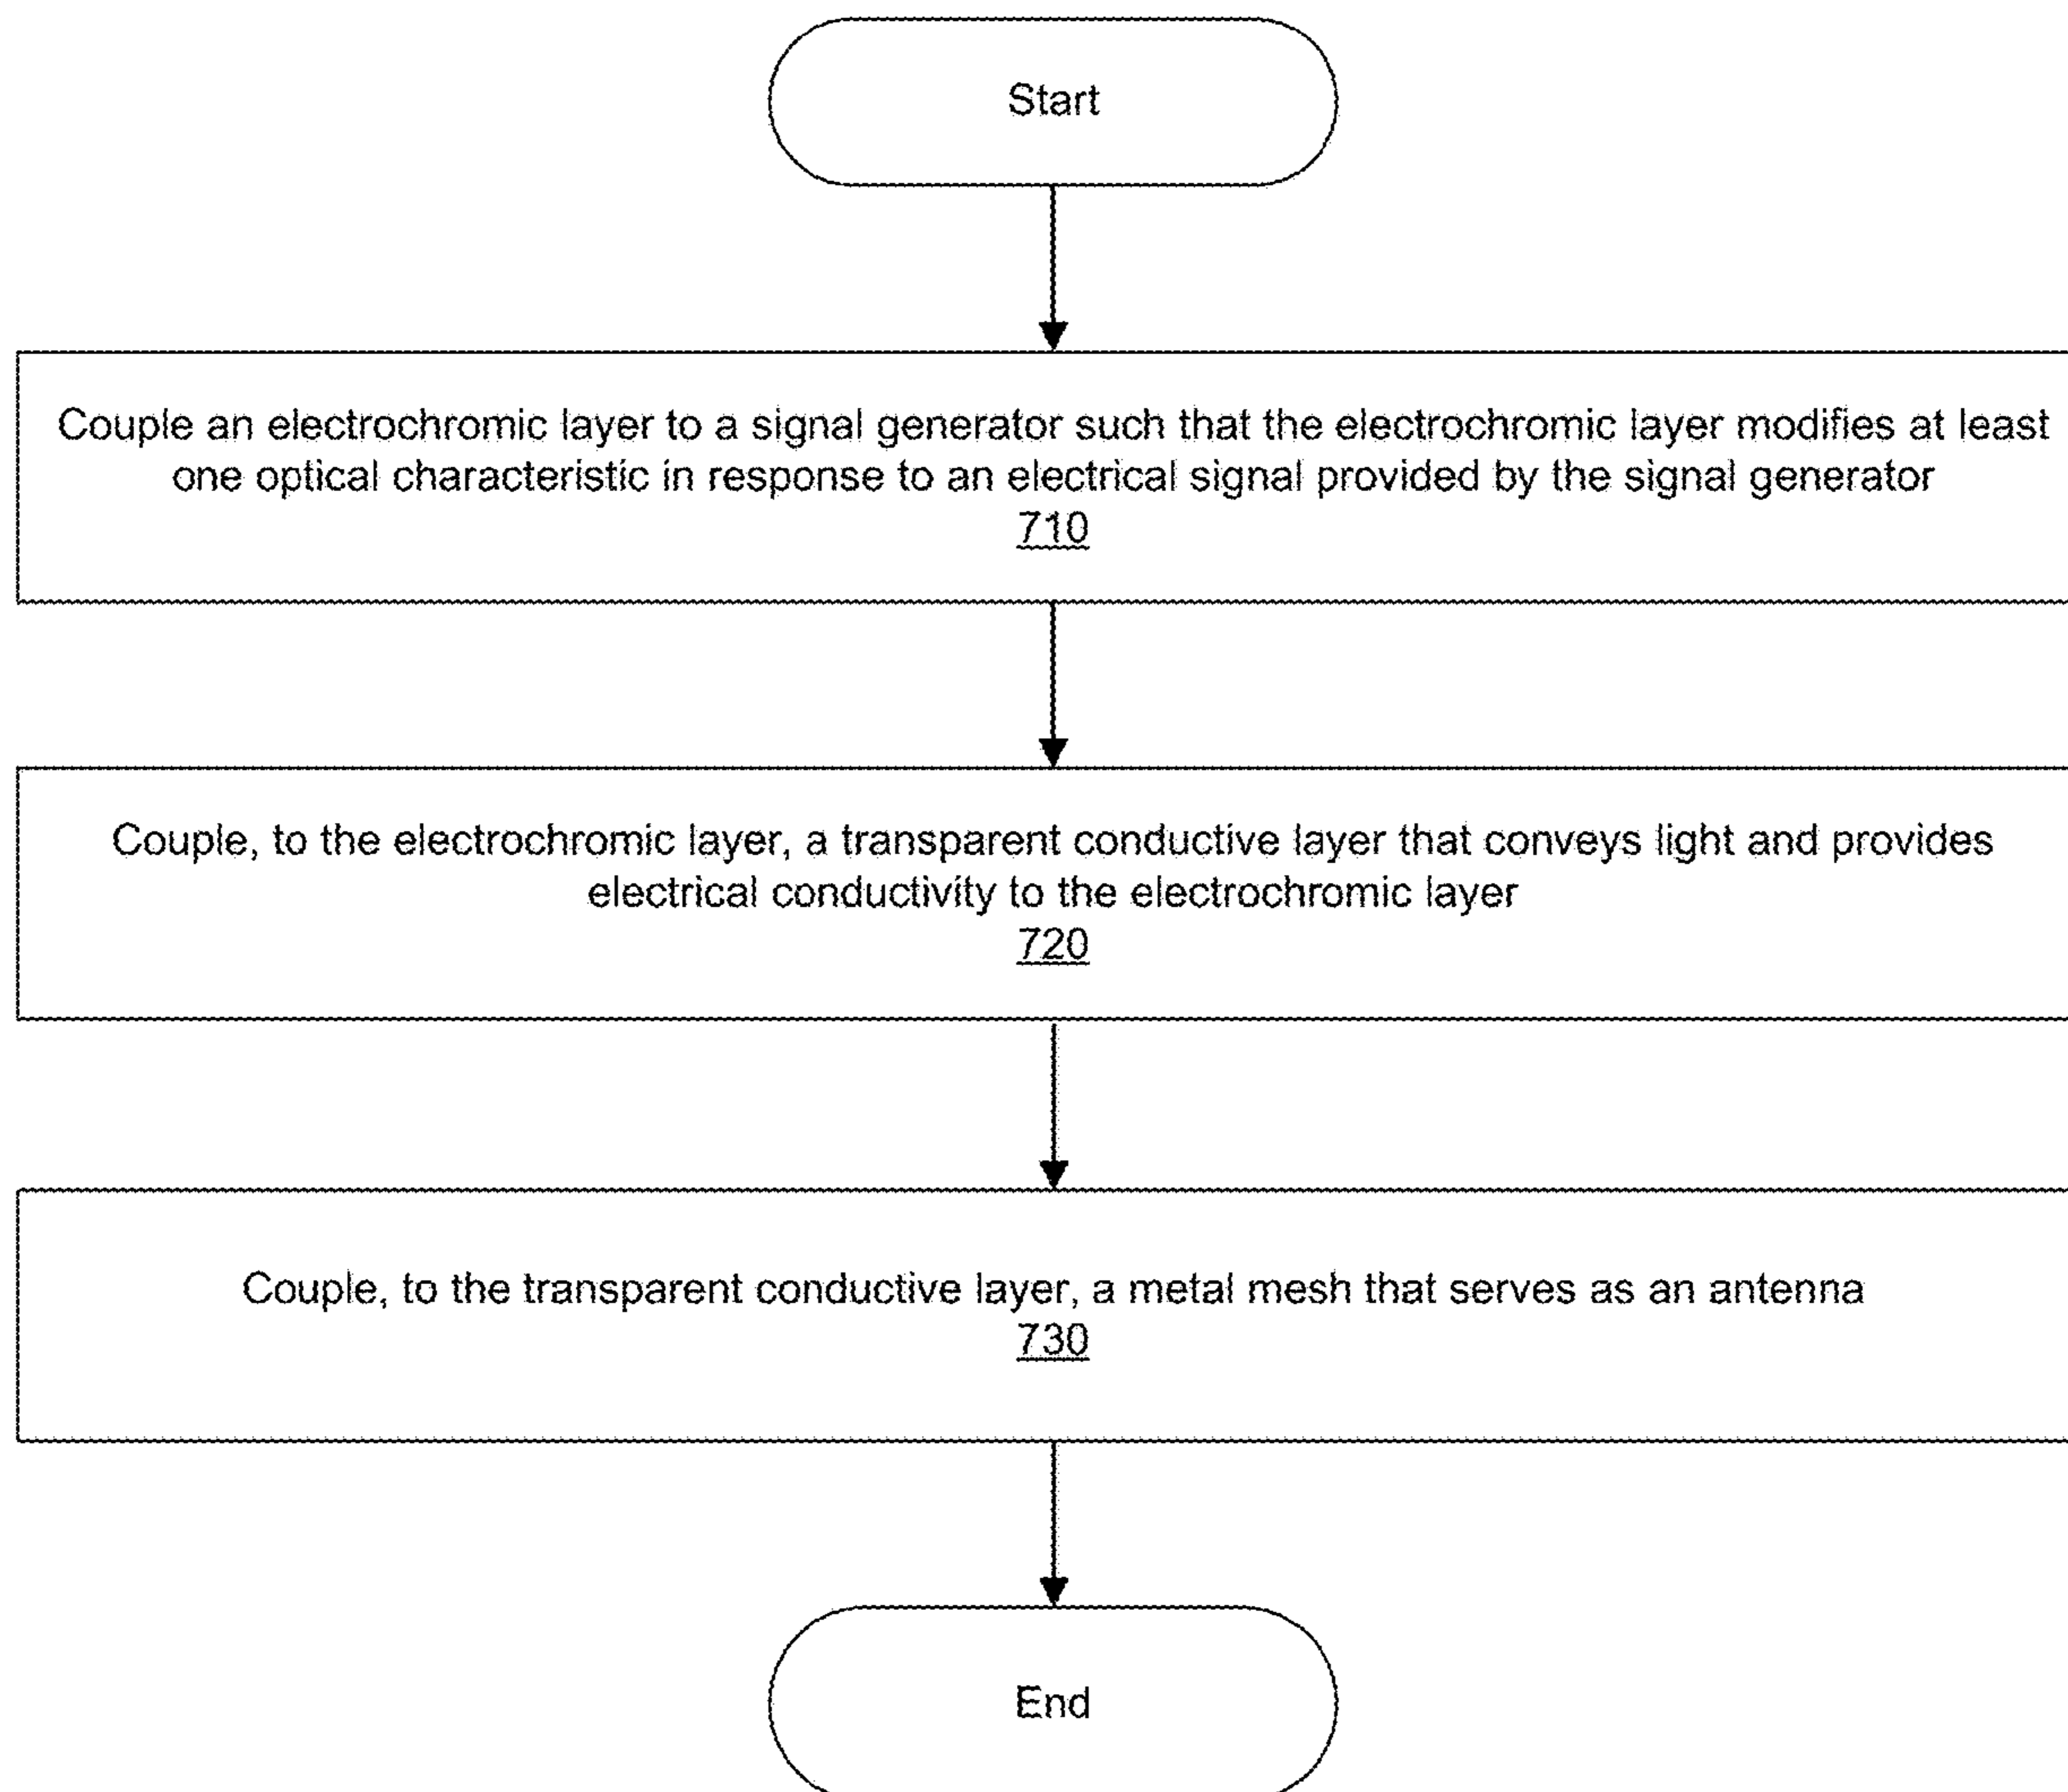 Start
Couple an electrochromic layer to a signal generator such that the electrochromic layer modifies at least
one optical characteristic in response to an electrical signal provided by the signal generator
710
Couple, to the electrochromic layer, a transparent conductive layer that conveys light and provides
electrical conductivity to the electrochromic layer
720
Couple, to the transparent conductive layer, a metal mesh that serves as an antenna
730
End